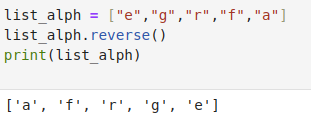 list_alph = ["e","g","r","f","a"]
list_alph.reverse()
print(list_alph)
['a', 'f', 'r', 'g', 'e']